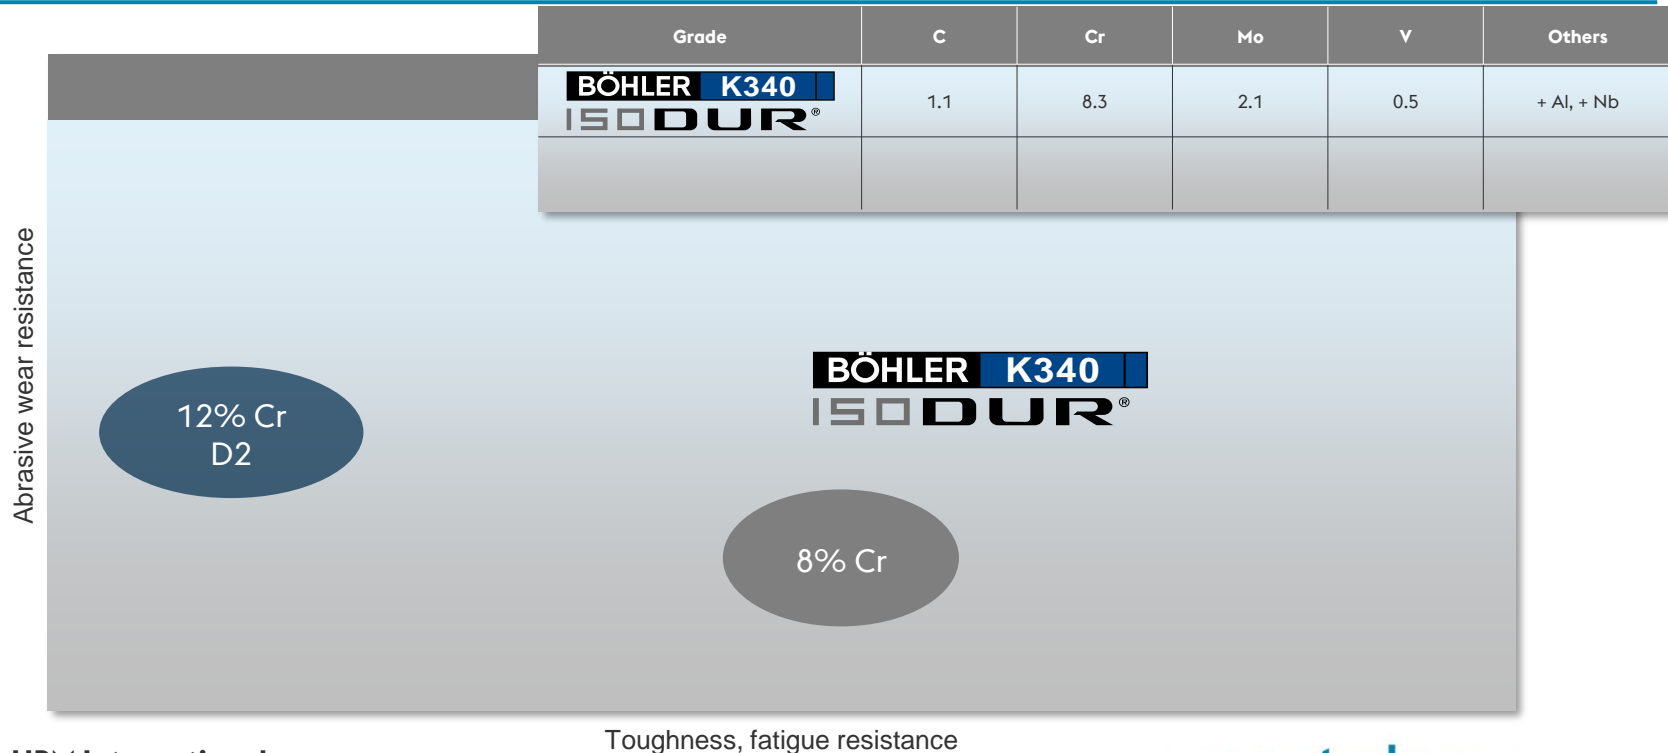 Grade C Cr Mo V Others
BÖHLER K340
ISODUR®
1.1 8.3 2.1 0.5 + Al, + Nb
Abrasive wear resistance
BÖHLER K340
ISODUR®
12% Cr
D2
8% Cr
Toughness, fatigue resistance